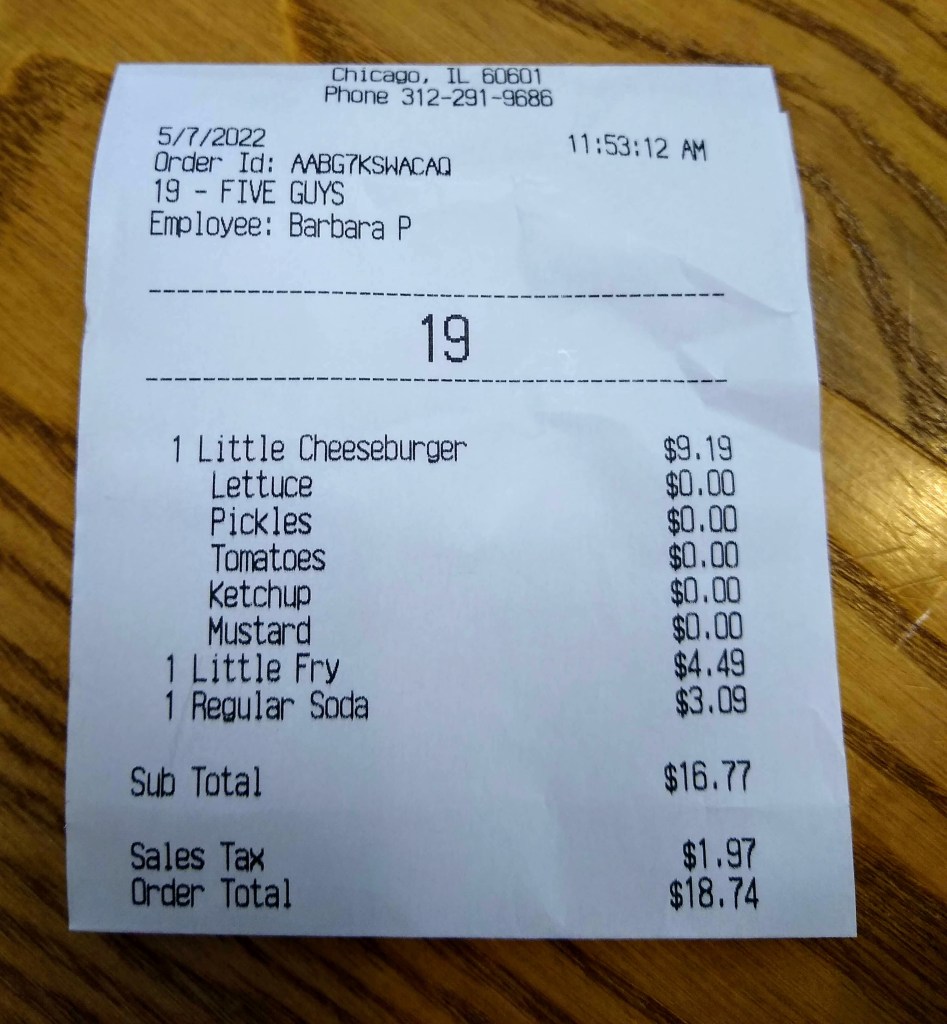 Chicago, IL 60601
Phone 312-291-9686
5/7/2022 11:53:12 AM
Order Id: AABG7KSWACAQ
19 - FIVE GUYS
Employee: Barbara P
19
1 Little Cheeseburger $9.19
Lettuce $0.00
Pickles $0.00
Tomatoes $0.00
Ketchup $0.00
Mustard $0.00
1 Little Fry $4.49
1 Regular Soda $3.09
Sub Total $16.77
Sales Tax $1.97
Order Total $18.74